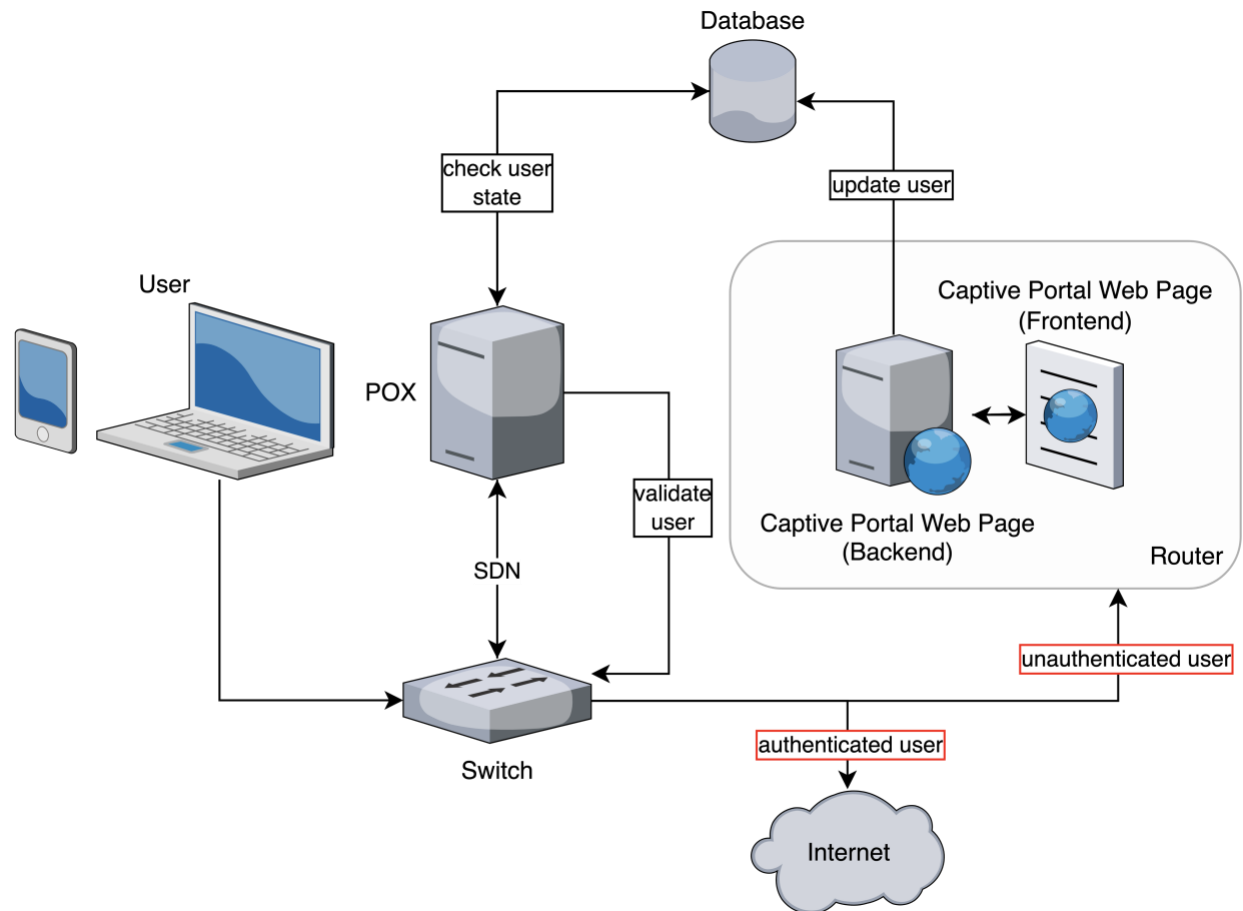 Database
check user
state
update user
User
Captive Portal Web Page
(Frontend)
POX
validate
user
Captive Portal Web Page
(Backend)
Router
SDN
unauthenticated user
authenticated user
Switch
Internet